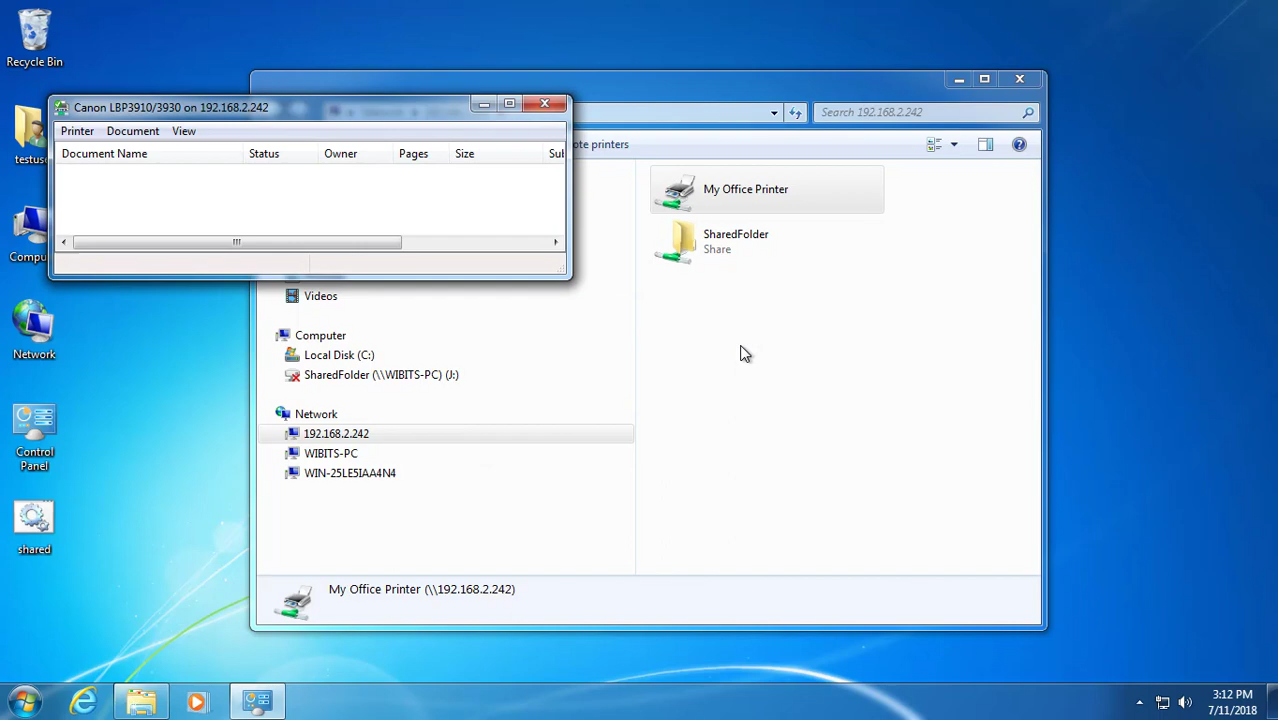 Recycle Bin
testuse
Compu
Network
Control
Panel
shared
Canon LBP3910/3930 on 192.168.2.242
Printer Document View
Document Name Status Owner Pages Size Sub
Search 192.168.2.242
ote printers
My Office Printer
SharedFolder
Share
Videos
Computer
Local Disk (C:)
SharedFolder (\\WIBITS-PC) (J:)
Network
192.168.2.242
WIBITS-PC
WIN-25LE5IAA4N4
My Office Printer (\\192.168.2.242)
3:12 PM
7/11/2018